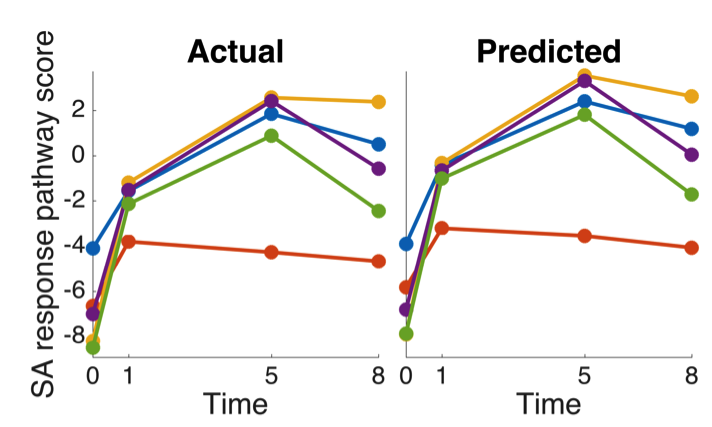 Actual
Predicted
SA response pathway score
2
0
-2
-4
-6
-8
0 1 5 8
0 1 5 8
Time
Time